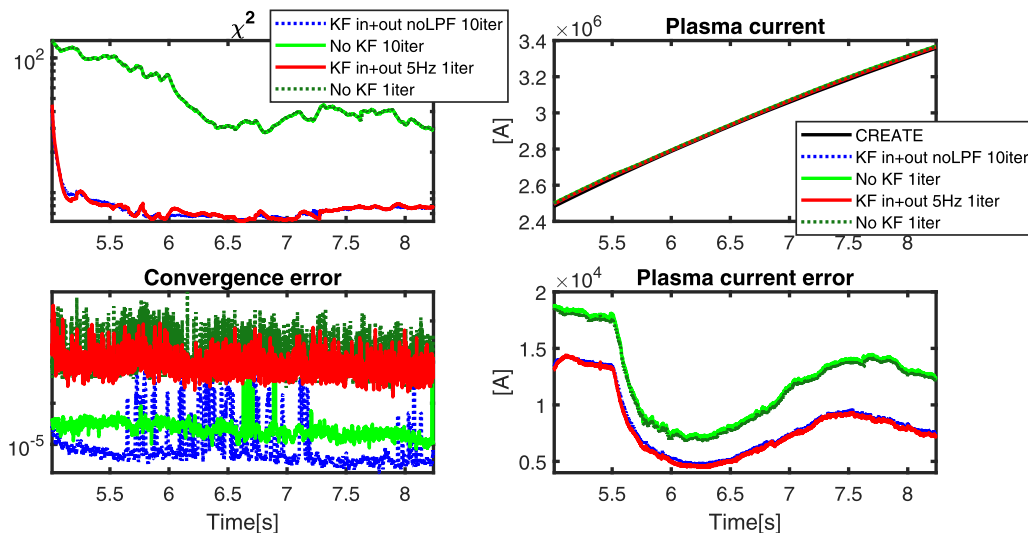 χ²
Plasma current
KF in+out noLPF 10iter
No KF 10iter
KF in+out 5Hz 1iter
No KF 1iter
10²
5.5 6 6.5 7 7.5 8
×10⁶
3.4
3.2
3
2.8
2.6
2.4
[A]
CREATE
KF in+out noLPF 10iter
No KF 1iter
KF in+out 5Hz 1iter
No KF 1iter
5 5.5 6 6.5 7 7.5 8
Convergence error
10⁻⁵
5.5 6 6.5 7 7.5 8
Time[s]
Plasma current error
×10⁴
2
1.5
1
0.5
[A]
5 5.5 6 6.5 7 7.5 8
Time[s]